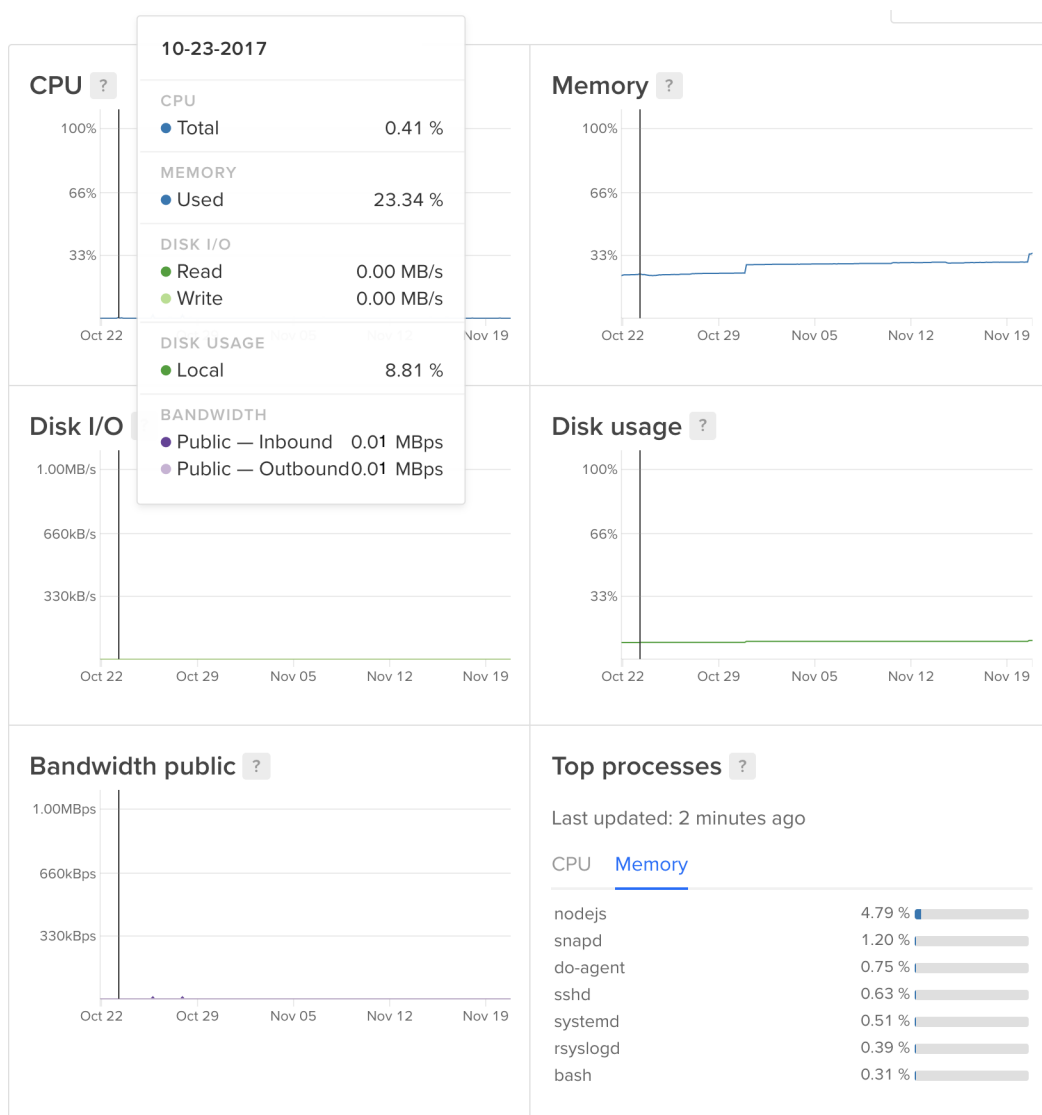 10-23-2017
CPU
Total 0.41 %
MEMORY
Used 23.34 %
DISK I/O
Read 0.00 MB/s
Write 0.00 MB/s
DISK USAGE
Local 8.81 %
BANDWIDTH
Public — Inbound 0.01 MBps
Public — Outbound 0.01 MBps
CPU ?
100%
66%
33%
Oct 22 Oct 29 Nov 05 Nov 12 Nov 19
Memory ?
100%
66%
33%
Oct 22 Oct 29 Nov 05 Nov 12 Nov 19
Disk I/O
1.00MB/s
660kB/s
330kB/s
Oct 22 Oct 29 Nov 05 Nov 12 Nov 19
Disk usage ?
100%
66%
33%
Oct 22 Oct 29 Nov 05 Nov 12 Nov 19
Bandwidth public ?
1.00MBps
660kBps
330kBps
Oct 22 Oct 29 Nov 05 Nov 12 Nov 19
Top processes ?
Last updated: 2 minutes ago
CPU Memory
nodejs 4.79 %
snapd 1.20 %
do-agent 0.75 %
sshd 0.63 %
systemd 0.51 %
rsyslogd 0.39 %
bash 0.31 %